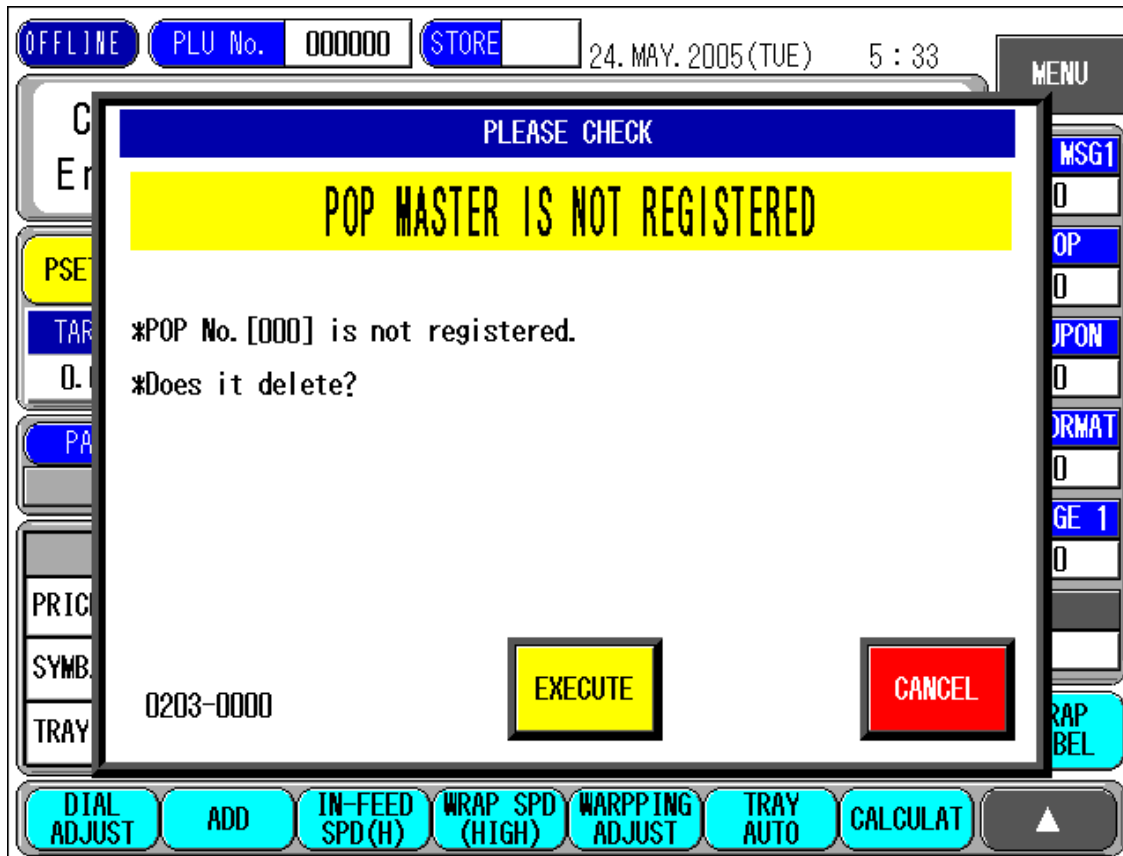 OFFLINE PLU No. 000000 STORE 24. MAY. 2005(TUE) 5 : 33
MENU
PLEASE CHECK
POP MASTER IS NOT REGISTERED
*POP No. [000] is not registered.
*Does it delete?
0203-0000
EXECUTE
CANCEL
C
Er
PSE
TAR
0.
PA
PRIC
SYMB.
TRAY
MSG1
0
OP
0
UPON
0
ORMAT
0
GE 1
0
RAP
BEL
DIAL ADJUST
ADD
IN-FEED SPD(H)
WRAP SPD (HIGH)
WARPPING ADJUST
TRAY AUTO
CALCULAT
▲